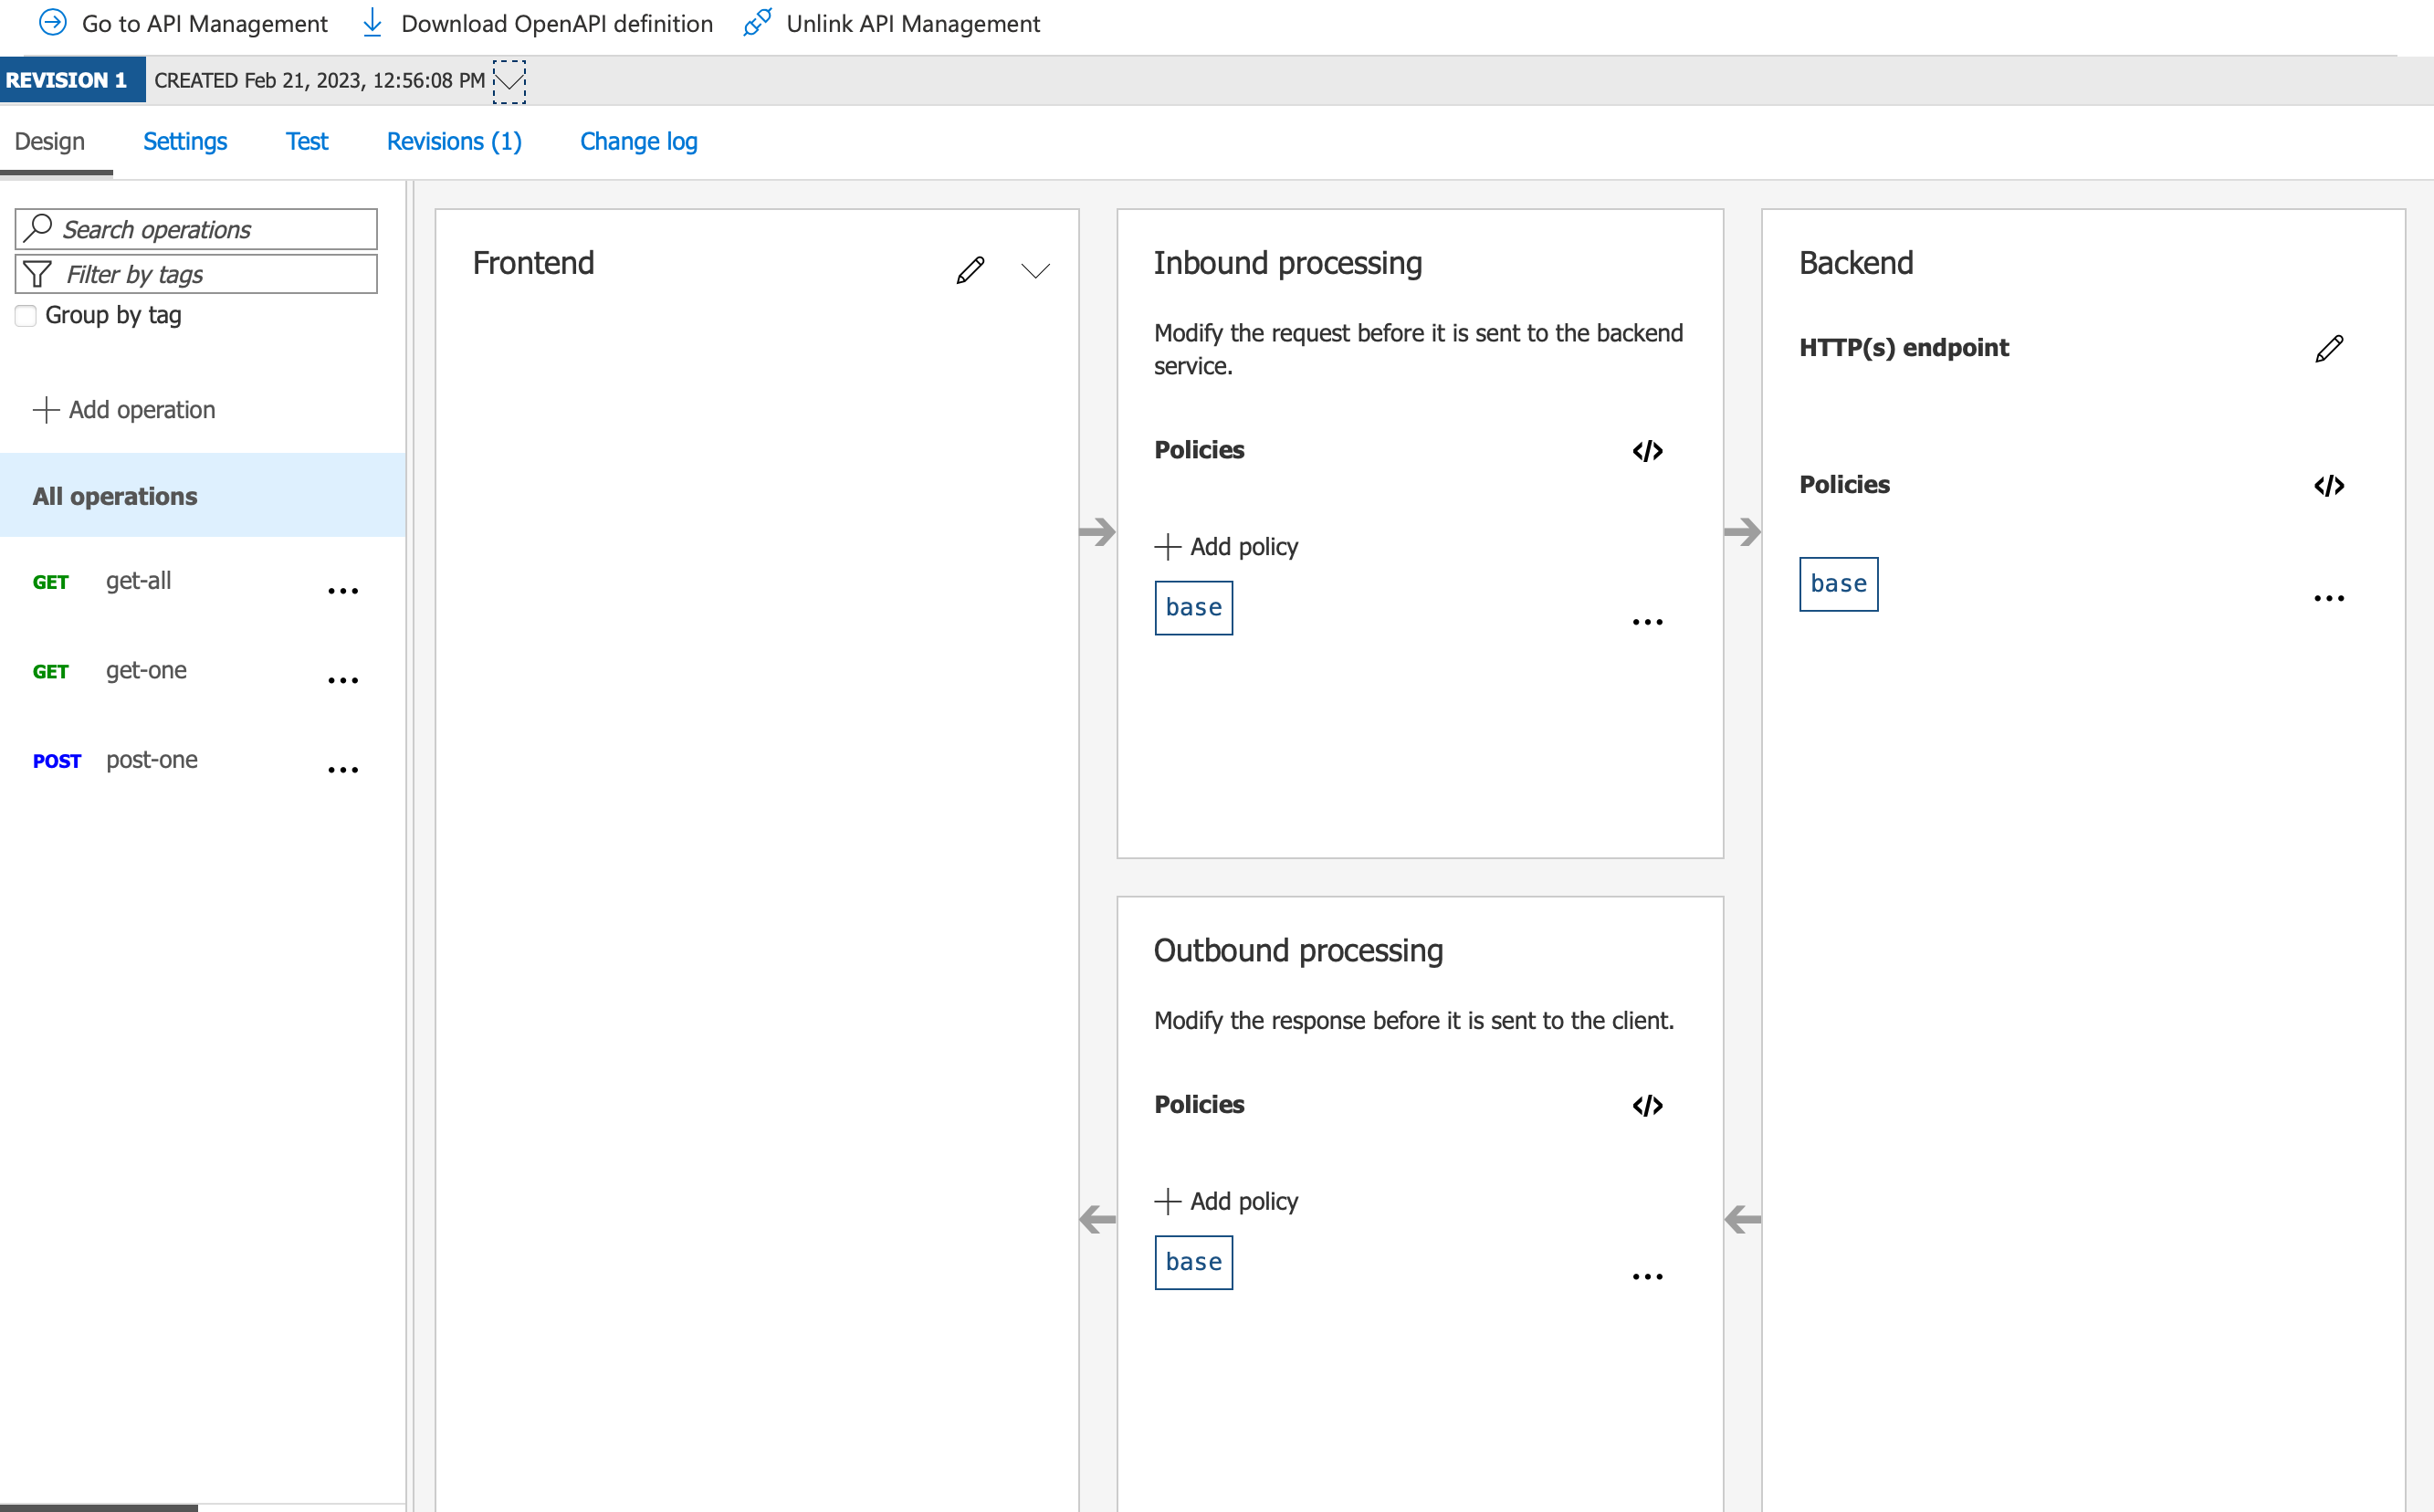 Go to API Management Download OpenAPI definition Unlink API Management
REVISION 1 CREATED Feb 21, 2023, 12:56:08 PM
Design Settings Test Revisions (1) Change log
Search operations
Filter by tags
Group by tag
Add operation
All operations
GET get-all ...
GET get-one ...
POST post-one ...
Frontend
Inbound processing
Modify the request before it is sent to the backend
service.
Policies </>
Add policy
base ...
Outbound processing
Modify the response before it is sent to the client.
Policies </>
Add policy
base ...
Backend
HTTP(s) endpoint
Policies </>
base ...